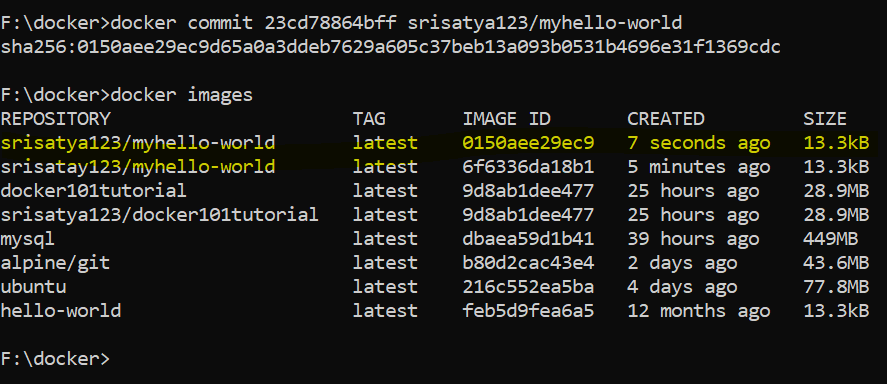 F:\docker>docker commit 23cd78864bff srisatya123/myhello-world
sha256:0150aee29ec9d65a0a3ddeb7629a605c37beb13a093b0531b4696e31f1369cdc
F:\docker>docker images
REPOSITORY TAG IMAGE ID CREATED SIZE
srisatya123/myhello-world latest 0150aee29ec9 7 seconds ago 13.3kB
srisatay123/myhello-world latest 6f6336da18b1 5 minutes ago 13.3kB
docker101tutorial latest 9d8ab1dee477 25 hours ago 28.9MB
srisatya123/docker101tutorial latest 9d8ab1dee477 25 hours ago 28.9MB
mysql latest dbaea59d1b41 39 hours ago 449MB
alpine/git latest b80d2cac43e4 2 days ago 43.6MB
ubuntu latest 216c552ea5ba 4 days ago 77.8MB
hello-world latest feb5d9fea6a5 12 months ago 13.3kB
F:\docker>